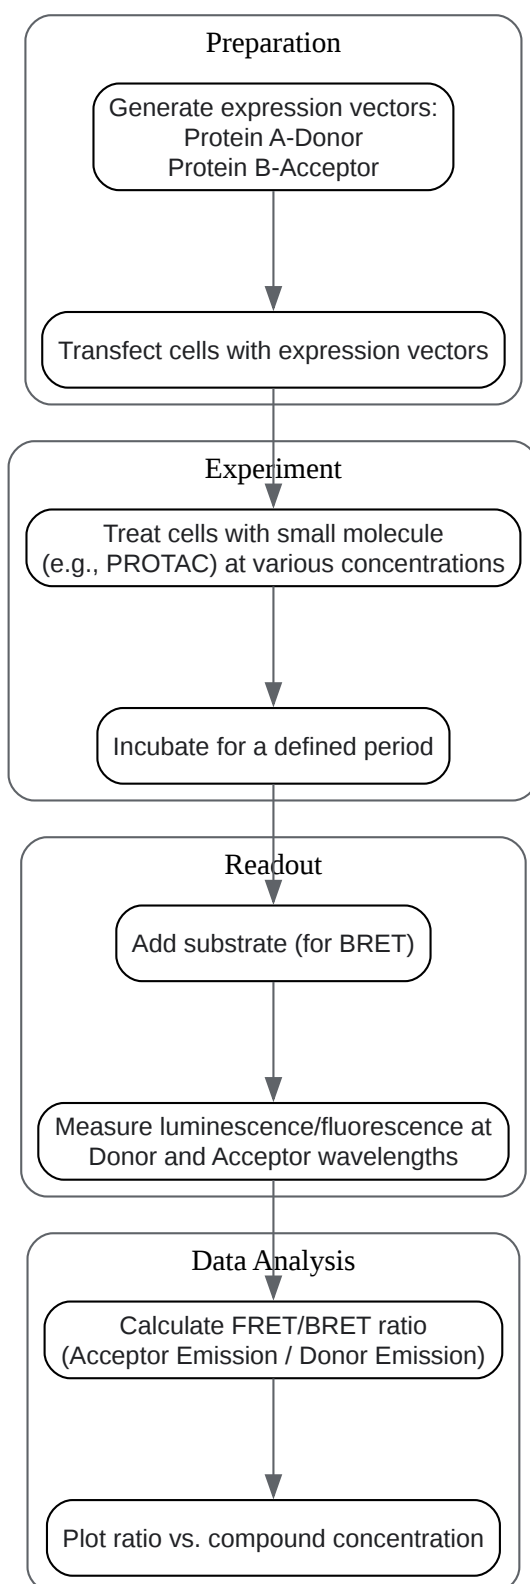 Preparation
Generate expression vectors:
Protein A-Donor
Protein B-Acceptor
Transfect cells with expression vectors
Experiment
Treat cells with small molecule
(e.g., PROTAC) at various concentrations
Incubate for a defined period
Readout
Add substrate (for BRET)
Measure luminescence/fluorescence at
Donor and Acceptor wavelengths
Data Analysis
Calculate FRET/BRET ratio
(Acceptor Emission / Donor Emission)
Plot ratio vs. compound concentration